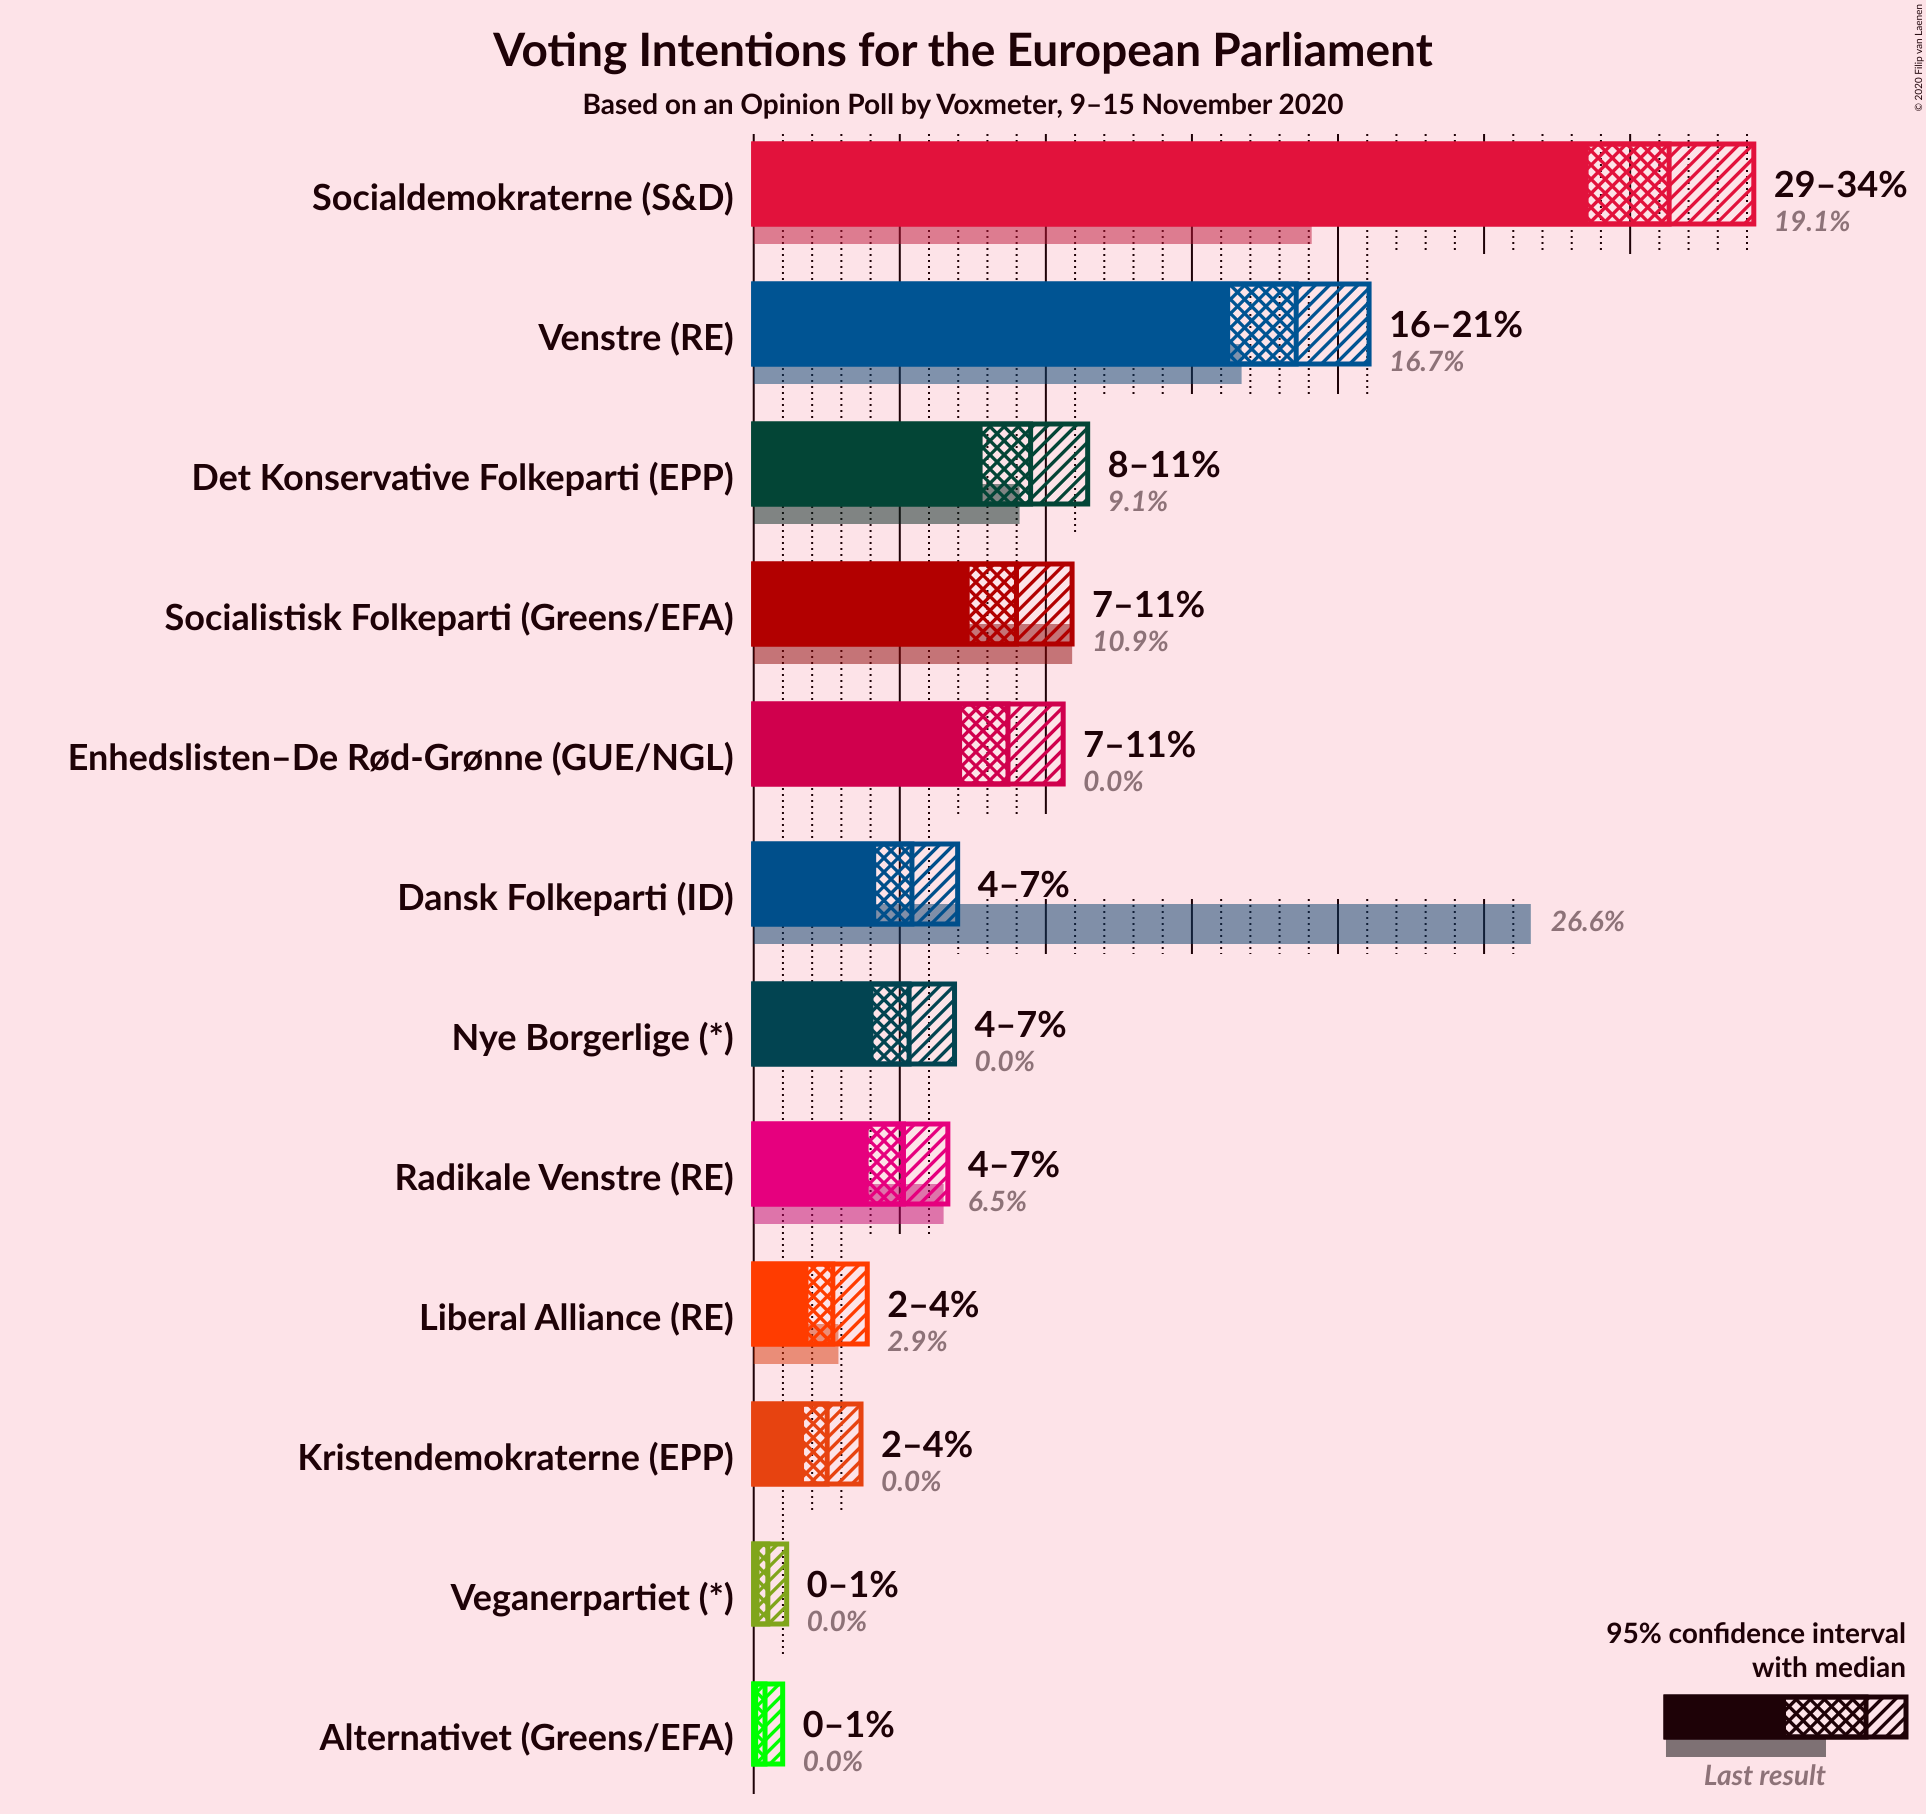 Voting Intentions for the European Parliament
Based on an Opinion Poll by Voxmeter, 9–15 November 2020
© 2020 Filip van Laenen
Socialdemokraterne (S&D)
29–34%
19.1%
Venstre (RE)
16–21%
16.7%
Det Konservative Folkeparti (EPP)
8–11%
9.1%
Socialistisk Folkeparti (Greens/EFA)
7–11%
10.9%
Enhedslisten–De Rød-Grønne (GUE/NGL)
7–11%
0.0%
Dansk Folkeparti (ID)
4–7%
26.6%
Nye Borgerlige (*)
4–7%
0.0%
Radikale Venstre (RE)
4–7%
6.5%
Liberal Alliance (RE)
2–4%
2.9%
Kristendemokraterne (EPP)
2–4%
0.0%
Veganerpartiet (*)
0–1%
0.0%
Alternativet (Greens/EFA)
0–1%
0.0%
95% confidence interval
with median
Last result